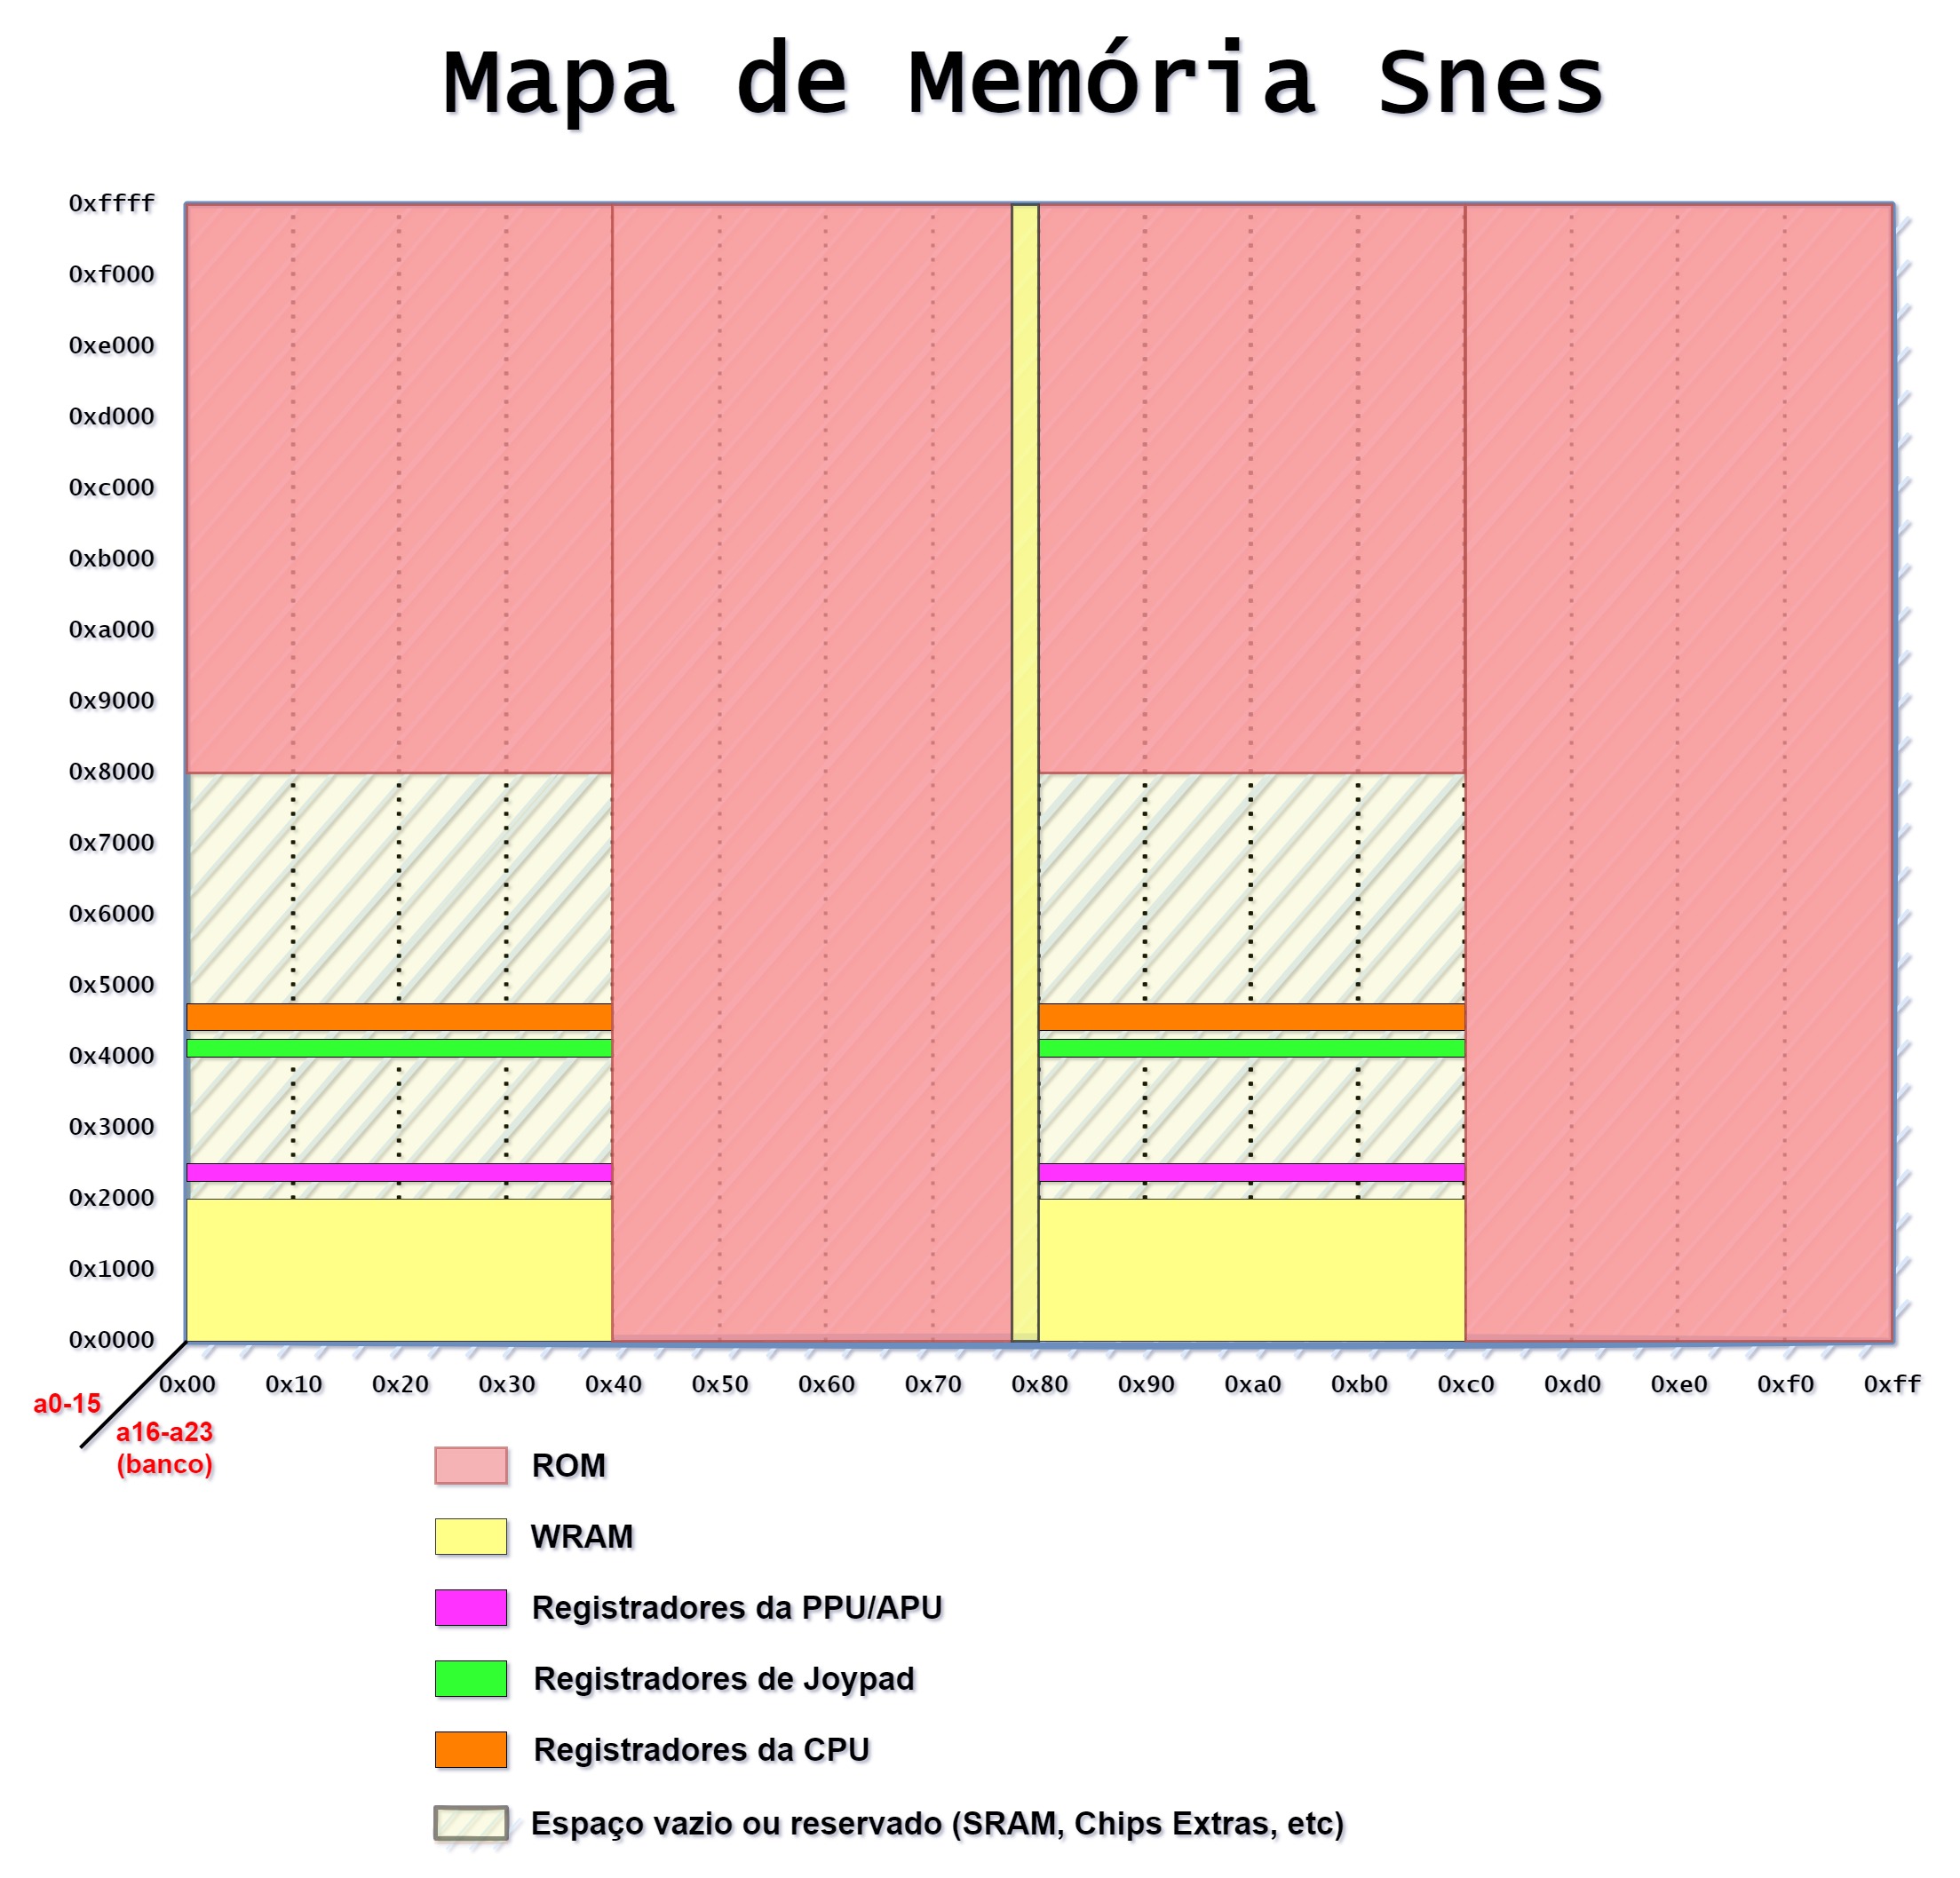 Mapa de Memória Snes
0xffff
0xf000
0xe000
0xd000
0xc000
0xb000
0xa000
0x9000
0x8000
0x7000
0x6000
0x5000
0x4000
0x3000
0x2000
0x1000
0x0000
0x00 0x10 0x20 0x30 0x40 0x50 0x60 0x70 0x80 0x90 0xa0 0xb0 0xc0 0xd0 0xe0 0xf0 0xff
a0-15
a16-a23
(banco)
ROM
WRAM
Registradores da PPU/APU
Registradores de Joypad
Registradores da CPU
Espaço vazio ou reservado (SRAM, Chips Extras, etc)